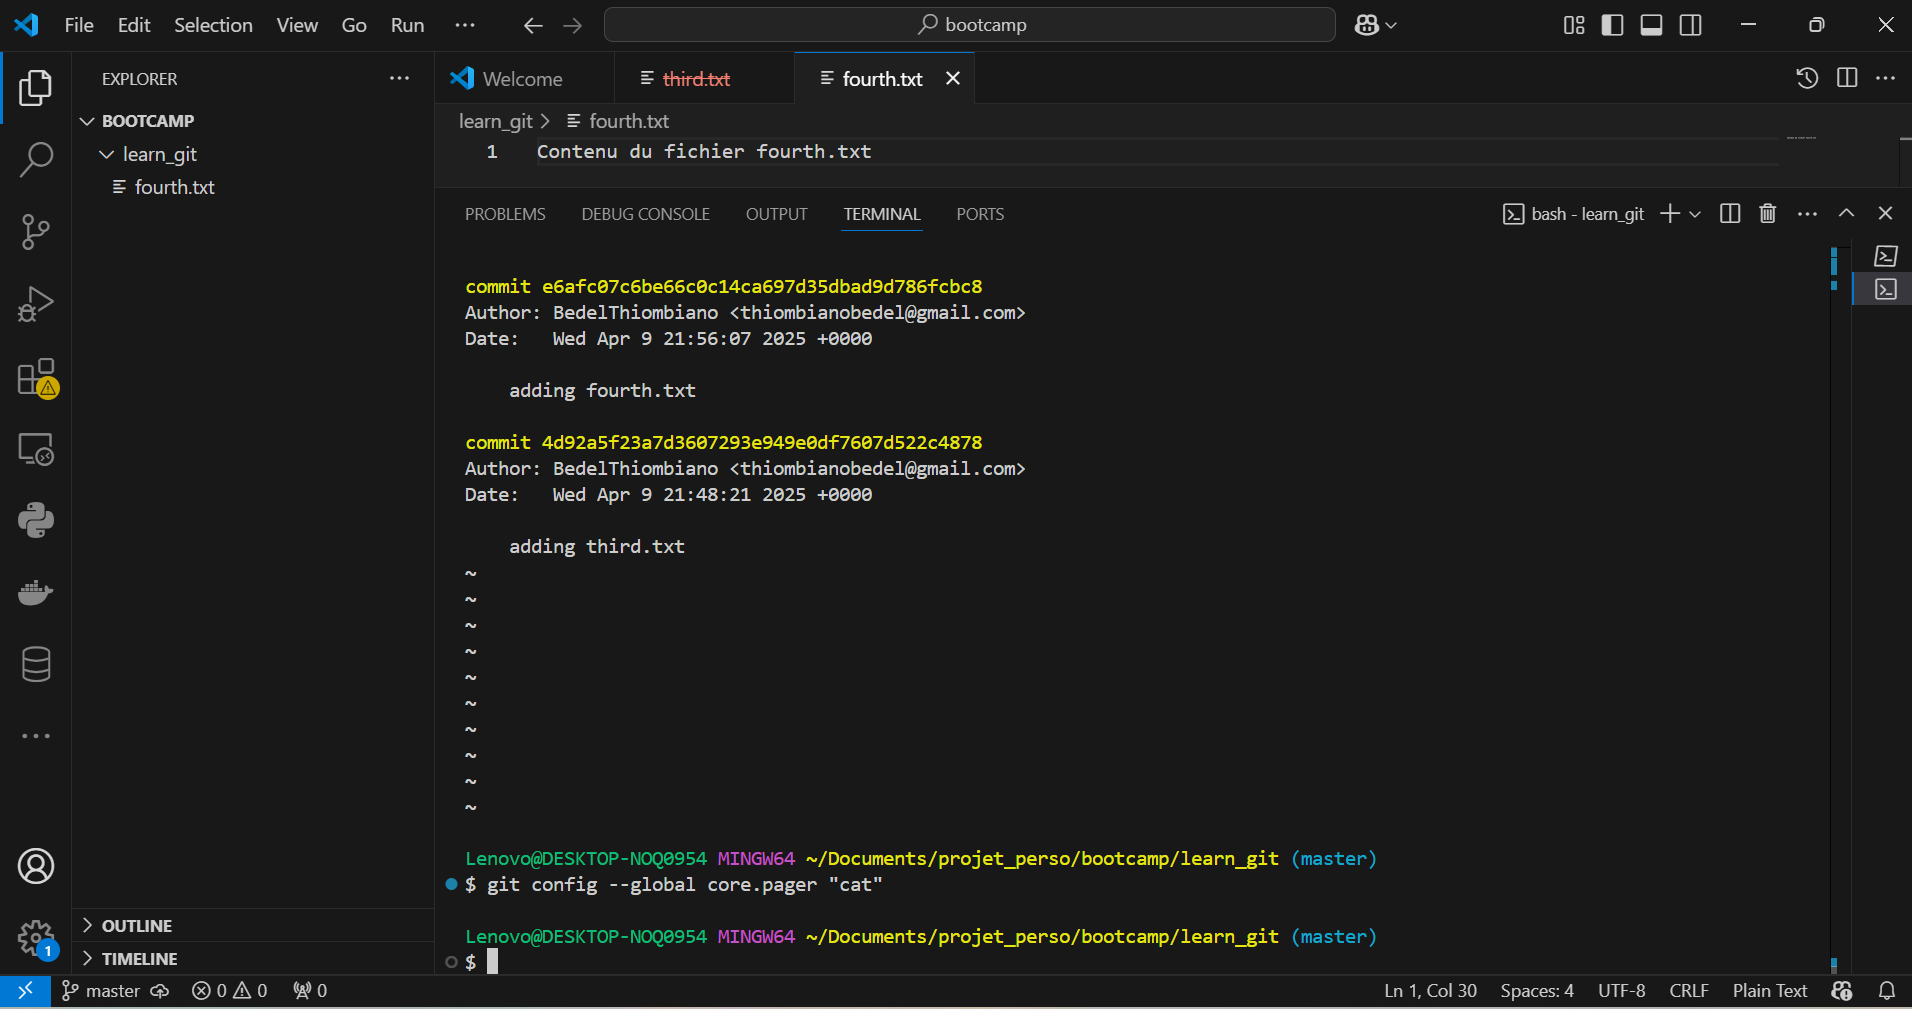 File Edit Selection View Go Run ··· bootcamp
EXPLORER
BOOTCAMP
learn_git
fourth.txt
OUTLINE
TIMELINE
Welcome third.txt fourth.txt
learn_git > fourth.txt
1 Contenu du fichier fourth.txt
PROBLEMS DEBUG CONSOLE OUTPUT TERMINAL PORTS bash - learn_git
commit e6afc07c6be66c0c14ca697d35dbad9d786fcbc8
Author: BedelThiombiano <thiombianobedel@gmail.com>
Date:   Wed Apr 9 21:56:07 2025 +0000
adding fourth.txt
commit 4d92a5f23a7d3607293e949e0df7607d522c4878
Author: BedelThiombiano <thiombianobedel@gmail.com>
Date:   Wed Apr 9 21:48:21 2025 +0000
adding third.txt
~
~
~
~
~
~
~
~
~
~
Lenovo@DESKTOP-NOQ0954 MINGW64 ~/Documents/projet_perso/bootcamp/learn_git (master)
$ git config --global core.pager "cat"
Lenovo@DESKTOP-NOQ0954 MINGW64 ~/Documents/projet_perso/bootcamp/learn_git (master)
$
1
master 0 0 0 Ln 1, Col 30 Spaces: 4 UTF-8 CRLF Plain Text